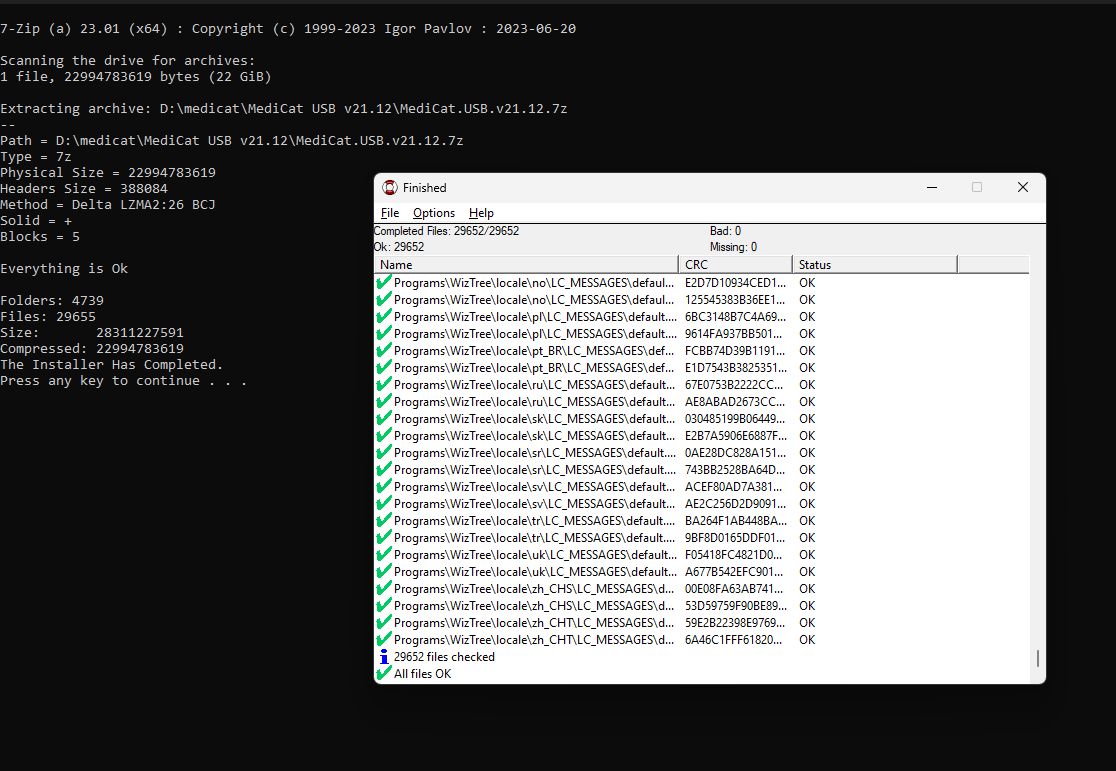 7-Zip (a) 23.01 (x64) : Copyright (c) 1999-2023 Igor Pavlov : 2023-06-20
Scanning the drive for archives:
1 file, 22994783619 bytes (22 GiB)
Extracting archive: D:\medicat\MediCat USB v21.12\MediCat.USB.v21.12.7z
--
Path = D:\medicat\MediCat USB v21.12\MediCat.USB.v21.12.7z
Type = 7z
Physical Size = 22994783619
Headers Size = 388084
Method = Delta LZMA2:26 BCJ
Solid = +
Blocks = 5
Everything is Ok
Folders: 4739
Files: 29655
Size:       28311227591
Compressed: 22994783619
The Installer Has Completed.
Press any key to continue . . .
Finished
File Options Help
Completed Files: 29652/29652 Bad: 0
Ok: 29652 Missing: 0
Name CRC Status
Programs\WizTree\locale\no\LC_MESSAGES\defaul... E2D7D10934CED1... OK
Programs\WizTree\locale\no\LC_MESSAGES\defaul... 125545383B36EE1... OK
Programs\WizTree\locale\pl\LC_MESSAGES\default.... 6BC3148B7C4A69... OK
Programs\WizTree\locale\pl\LC_MESSAGES\default.... 9614FA937BB501... OK
Programs\WizTree\locale\pt_BR\LC_MESSAGES\def... FCBB74D39B1191... OK
Programs\WizTree\locale\pt_BR\LC_MESSAGES\def... E1D7543B3825351... OK
Programs\WizTree\locale\ru\LC_MESSAGES\default.... 67E0753B2222CC... OK
Programs\WizTree\locale\ru\LC_MESSAGES\default.... AE8ABAD2673CC... OK
Programs\WizTree\locale\sk\LC_MESSAGES\default.... 030485199B06449... OK
Programs\WizTree\locale\sk\LC_MESSAGES\default.... E2B7A5906E6887F... OK
Programs\WizTree\locale\sr\LC_MESSAGES\default.... 0AE28DC828A151... OK
Programs\WizTree\locale\sr\LC_MESSAGES\default.... 743BB2528BA64D... OK
Programs\WizTree\locale\sv\LC_MESSAGES\default.... ACEF80AD7A381... OK
Programs\WizTree\locale\sv\LC_MESSAGES\default.... AE2C256D2D9091... OK
Programs\WizTree\locale\tr\LC_MESSAGES\default.... BA264F1AB448BA... OK
Programs\WizTree\locale\tr\LC_MESSAGES\default.... 9BF8D0165DDF01... OK
Programs\WizTree\locale\uk\LC_MESSAGES\default... F05418FC4821D0... OK
Programs\WizTree\locale\uk\LC_MESSAGES\default... A677B542EFC901... OK
Programs\WizTree\locale\zh_CHS\LC_MESSAGES\d... 00E08FA63AB741... OK
Programs\WizTree\locale\zh_CHS\LC_MESSAGES\d... 53D59759F90BE89... OK
Programs\WizTree\locale\zh_CHT\LC_MESSAGES\d... 59E2B22398E9769... OK
Programs\WizTree\locale\zh_CHT\LC_MESSAGES\d... 6A46C1FFF61820... OK
29652 files checked
All files OK